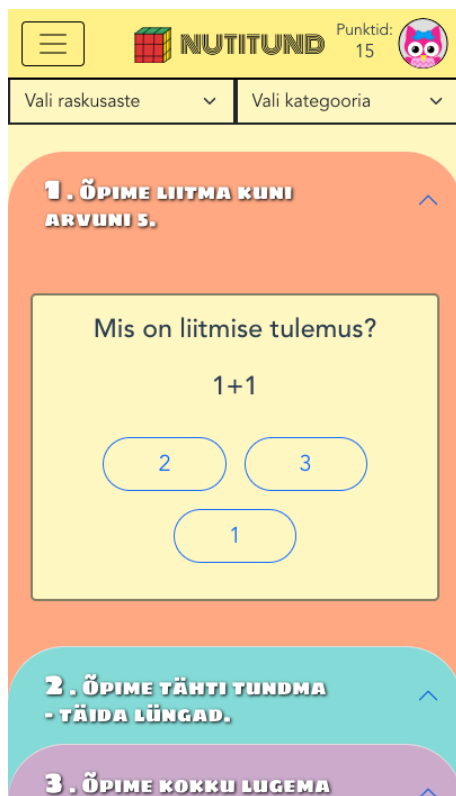 NUTITUND
Punktid:
15
Vali raskusaste
Vali kategooria
1. ÕPIME LIITMA KUNI
ARVUNI 5.
Mis on liitmise tulemus?
1+1
2
3
1
2. ÕPIME TÄHTI TUNDMA
- TÄIDA LÜNGAD.
3. ÕPIME KOKKU LUGEMA